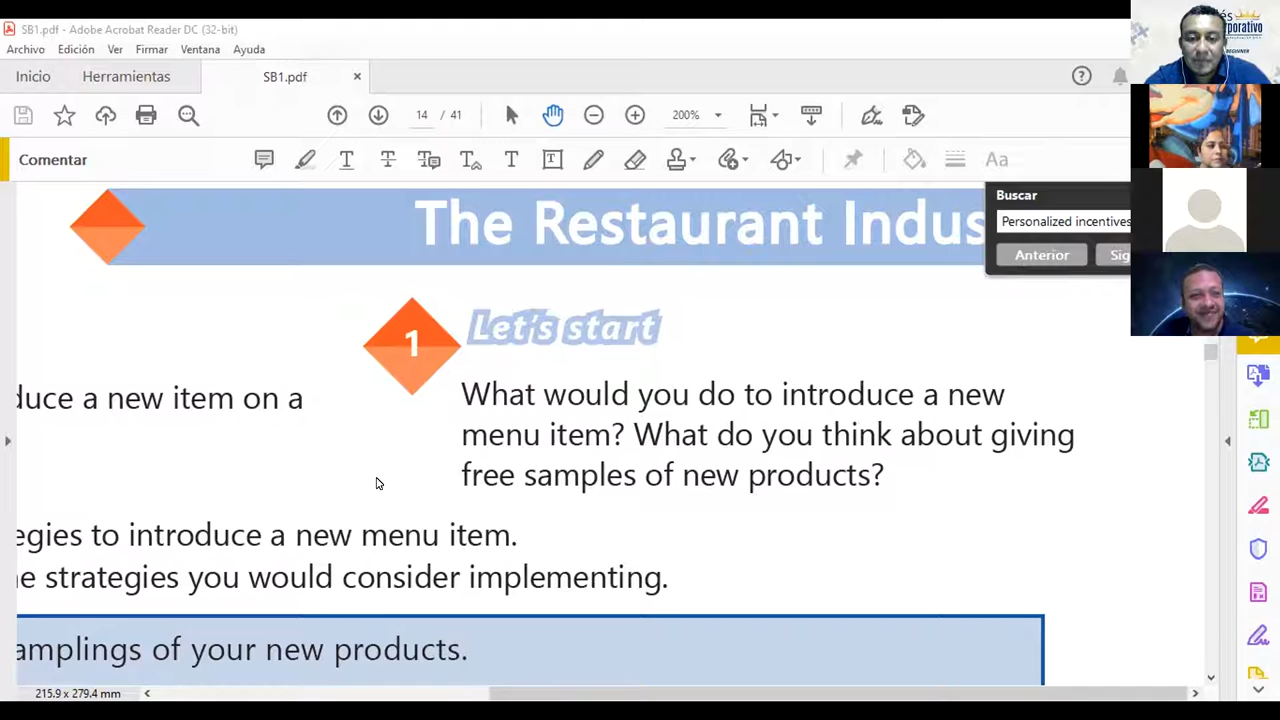 SB1.pdf - Adobe Acrobat Reader DC (32-bit)
Archivo Edición Ver Firmar Ventana Ayuda
Inicio Herramientas SB1.pdf ×
14 / 41 200%
Comentar
The Restaurant Indus
Buscar
Personalized incentives
Anterior Sig
1 Let's start
What would you do to introduce a new
menu item? What do you think about giving
free samples of new products?
duce a new item on a
egies to introduce a new menu item.
e strategies you would consider implementing.
amplings of your new products.
215.9 x 279.4 mm
és
rporativo
BEGINNER